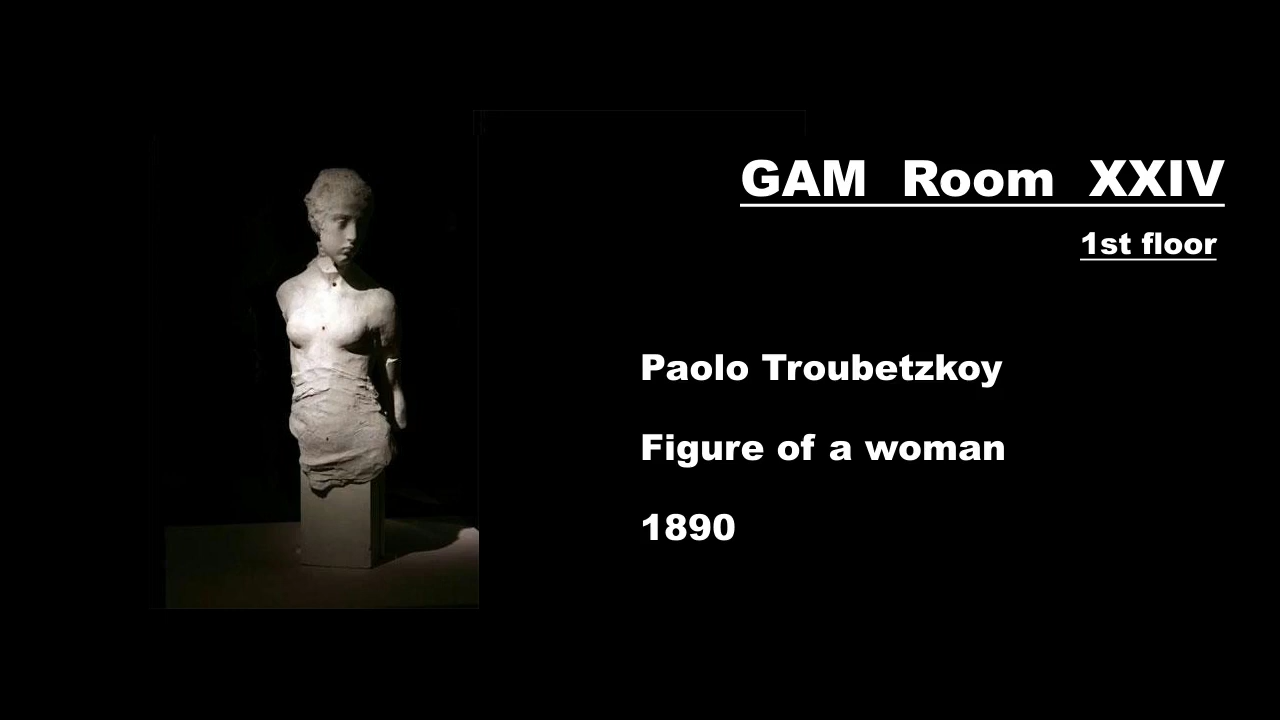 GAM Room XXIV
1st floor
Paolo Troubetzkoy
Figure of a woman
1890